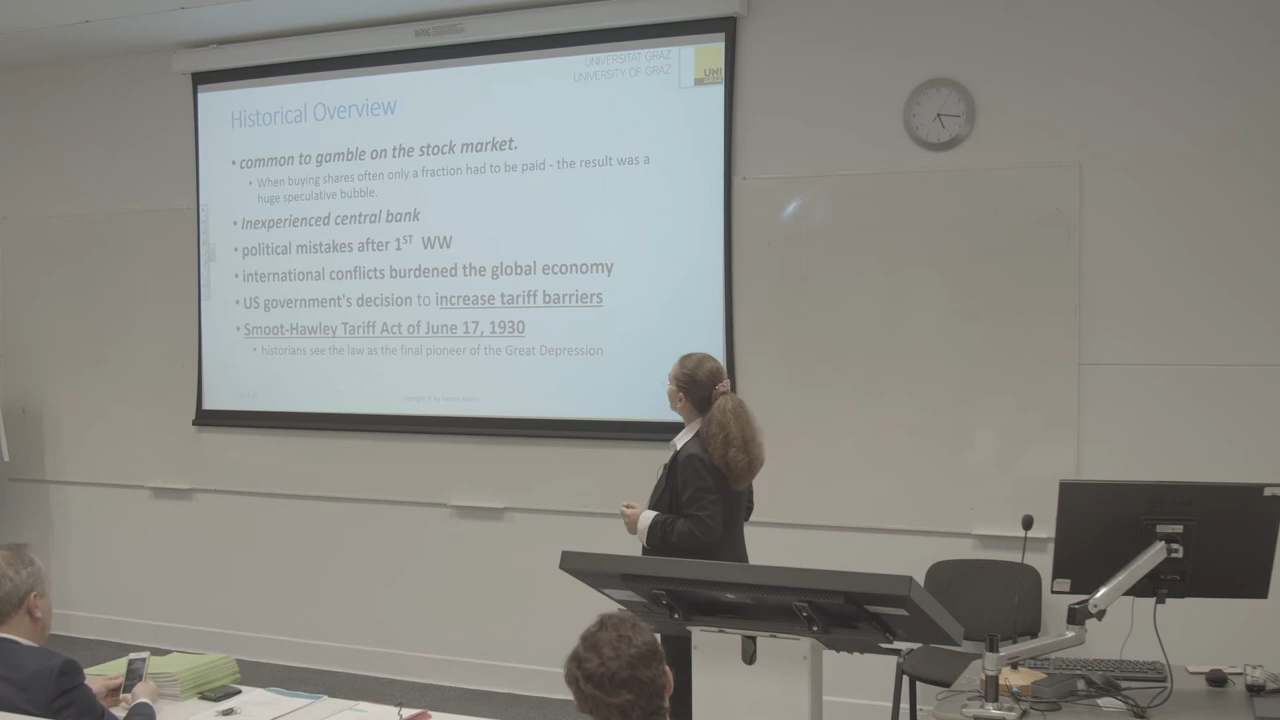 UNIVERSITÄT GRAZ
UNIVERSITY OF GRAZ
UNI
GRAZ
Historical Overview
• common to gamble on the stock market.
• When buying shares often only a fraction had to be paid - the result was a
huge speculative bubble.
• Inexperienced central bank
• political mistakes after 1ST WW
• international conflicts burdened the global economy
• US government's decision to increase tariff barriers
• Smoot-Hawley Tariff Act of June 17, 1930
• historians see the law as the final pioneer of the Great Depression